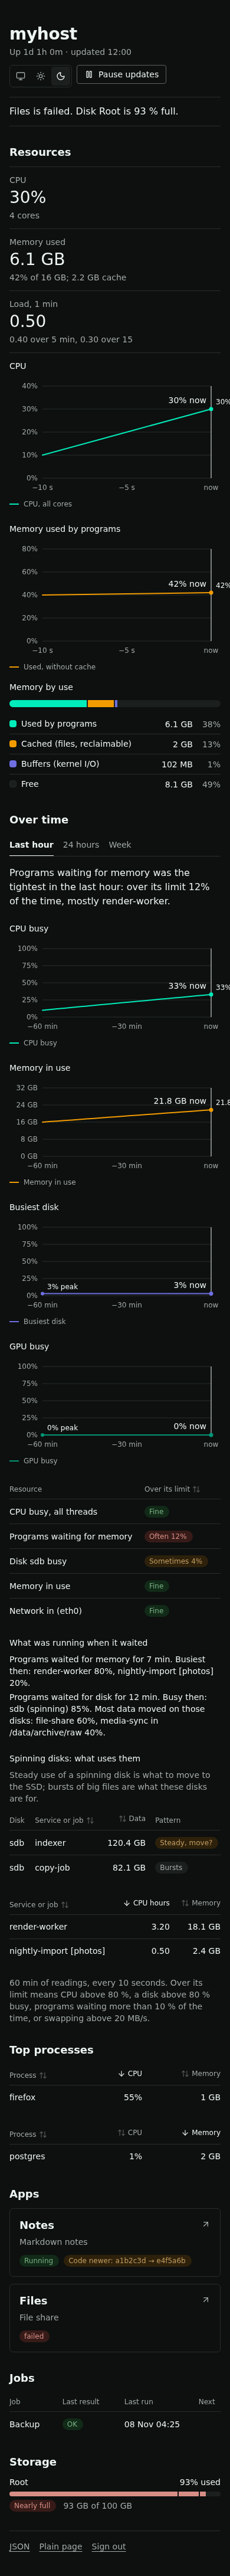 myhost
Up 1d 1h 0m · updated 12:00
Pause updates
Files is failed. Disk Root is 93 % full.
Resources
CPU
30%
4 cores
Memory used
6.1 GB
42% of 16 GB; 2.2 GB cache
Load, 1 min
0.50
0.40 over 5 min, 0.30 over 15
CPU
40%
30%
20%
10%
0%
30% now
30%
−10 s
−5 s
now
CPU, all cores
Memory used by programs
80%
60%
40%
20%
0%
42% now
42%
−10 s
−5 s
now
Used, without cache
Memory by use
Used by programs 6.1 GB 38%
Cached (files, reclaimable) 2 GB 13%
Buffers (kernel I/O) 102 MB 1%
Free 8.1 GB 49%
Over time
Last hour 24 hours Week
Programs waiting for memory was the
tightest in the last hour: over its limit 12%
of the time, mostly render-worker.
CPU busy
100%
75%
50%
25%
0%
33% now
33%
−60 min
−30 min
now
CPU busy
Memory in use
32 GB
24 GB
16 GB
8 GB
0 GB
21.8 GB now
21.8
−60 min
−30 min
now
Memory in use
Busiest disk
100%
75%
50%
25%
0%
3% peak
3% now
−60 min
−30 min
now
Busiest disk
GPU busy
100%
75%
50%
25%
0%
0% peak
0% now
−60 min
−30 min
now
GPU busy
Resource Over its limit
CPU busy, all threads Fine
Programs waiting for memory Often 12%
Disk sdb busy Sometimes 4%
Memory in use Fine
Network in (eth0) Fine
What was running when it waited
Programs waited for memory for 7 min. Busiest
then: render-worker 80%, nightly-import [photos]
20%.
Programs waited for disk for 12 min. Busy then:
sdb (spinning) 85%. Most data moved on those
disks: file-share 60%, media-sync in
/data/archive/raw 40%.
Spinning disks: what uses them
Steady use of a spinning disk is what to move to
the SSD; bursts of big files are what these disks
are for.
Disk Service or job Data Pattern
sdb indexer 120.4 GB Steady, move?
sdb copy-job 82.1 GB Bursts
Service or job CPU hours Memory
render-worker 3.20 18.1 GB
nightly-import [photos] 0.50 2.4 GB
60 min of readings, every 10 seconds. Over its
limit means CPU above 80 %, a disk above 80 %
busy, programs waiting more than 10 % of the
time, or swapping above 20 MB/s.
Top processes
Process CPU Memory
firefox 55% 1 GB
Process CPU Memory
postgres 1% 2 GB
Apps
Notes
Markdown notes
Running Code newer: a1b2c3d → e4f5a6b
Files
File share
failed
Jobs
Job Last result Last run Next
Backup OK 08 Nov 04:25
Storage
Root 93% used
Nearly full 93 GB of 100 GB
JSON Plain page Sign out